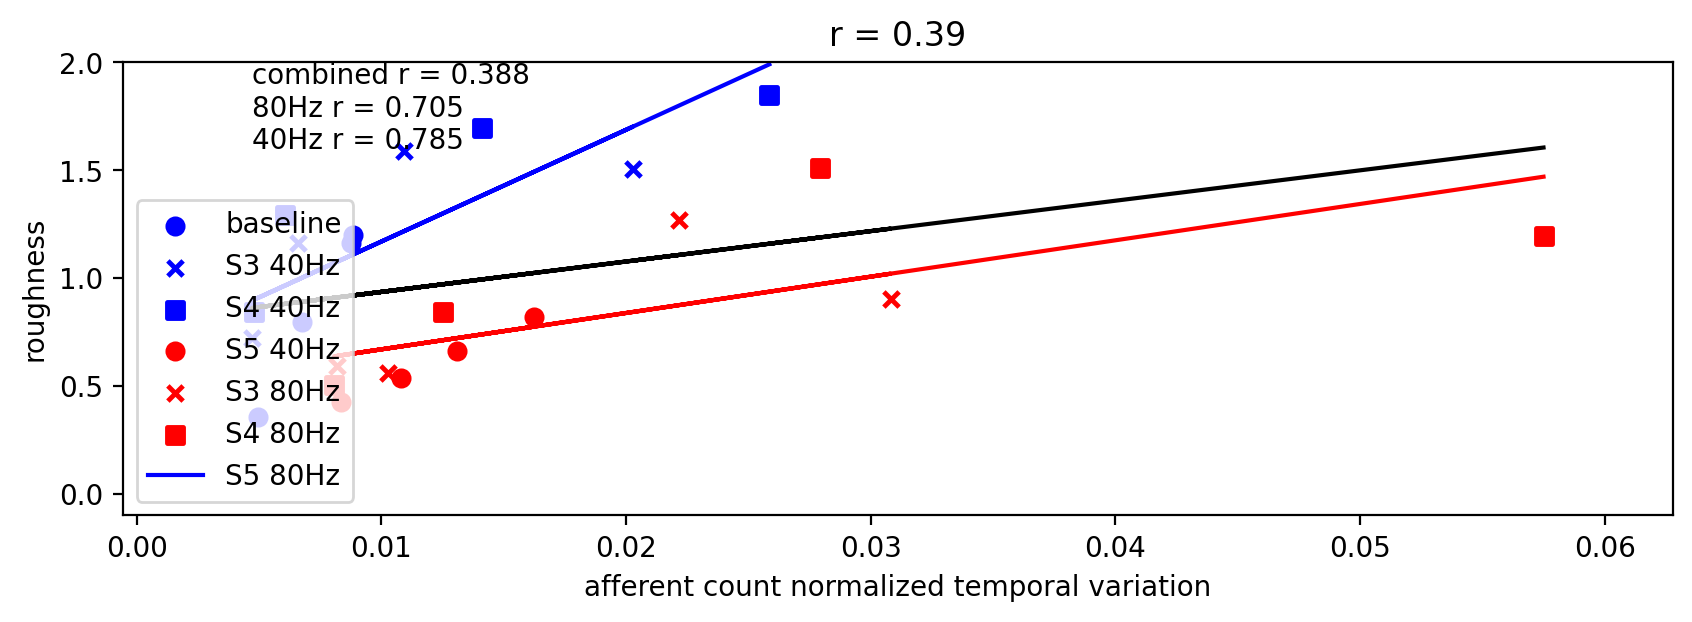 r = 0.39
combined r = 0.388
80Hz r = 0.705
40Hz r = 0.785
2.0
1.5
1.0
0.5
0.0
roughness
baseline
S3 40Hz
S4 40Hz
S5 40Hz
S3 80Hz
S4 80Hz
S5 80Hz
0.00 0.01 0.02 0.03 0.04 0.05 0.06
afferent count normalized temporal variation